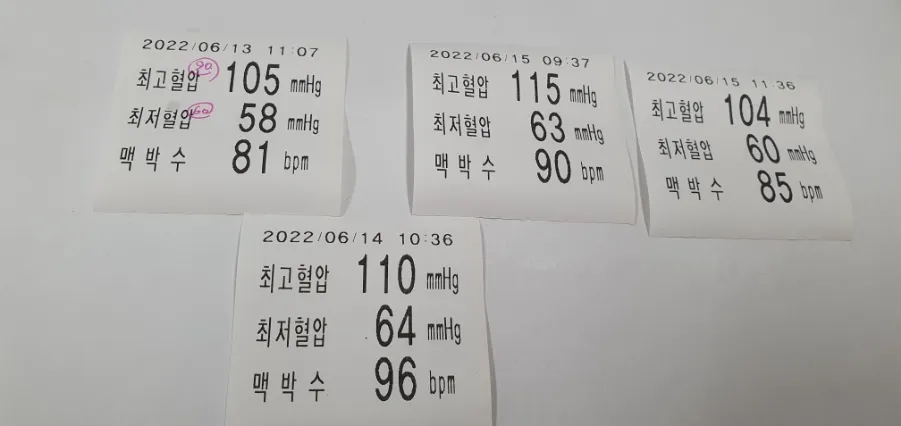 2022/06/13 11:07
최고혈압 90 105 mmHg
최저혈압 60 58 mmHg
맥 박 수 81 bpm
2022/06/15 09:37
최고혈압 115 mmHg
최저혈압 63 mmHg
맥 박 수 90 bpm
2022/06/15 11:36
최고혈압 104 mmHg
최저혈압 60 mmHg
맥 박 수 85 bpm
2022/06/14 10:36
최고혈압 110 mmHg
최저혈압 64 mmHg
맥 박 수 96 bpm